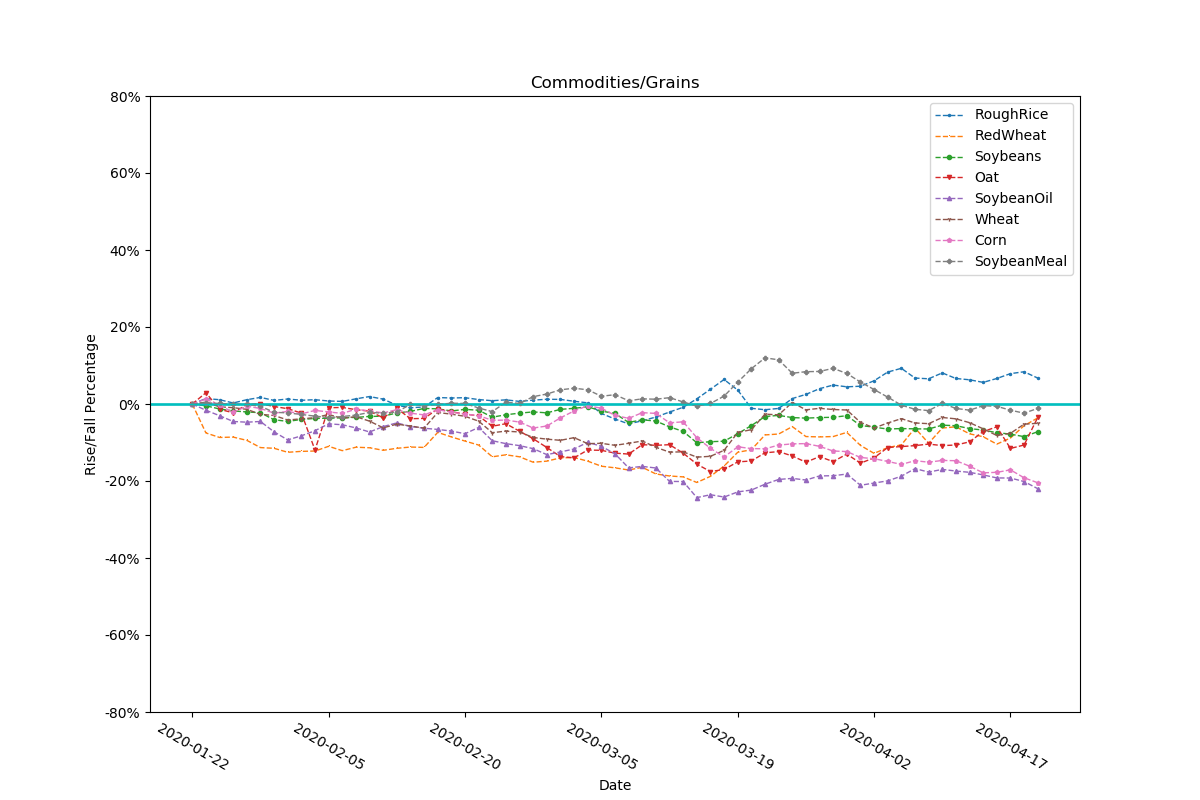 Commodities/Grains
80%
60%
40%
20%
0%
-20%
-40%
-60%
-80%
Rise/Fall Percentage
RoughRice
RedWheat
Soybeans
Oat
SoybeanOil
Wheat
Corn
SoybeanMeal
2020-01-22
2020-02-05
2020-02-20
2020-03-05
2020-03-19
2020-04-02
2020-04-17
Date